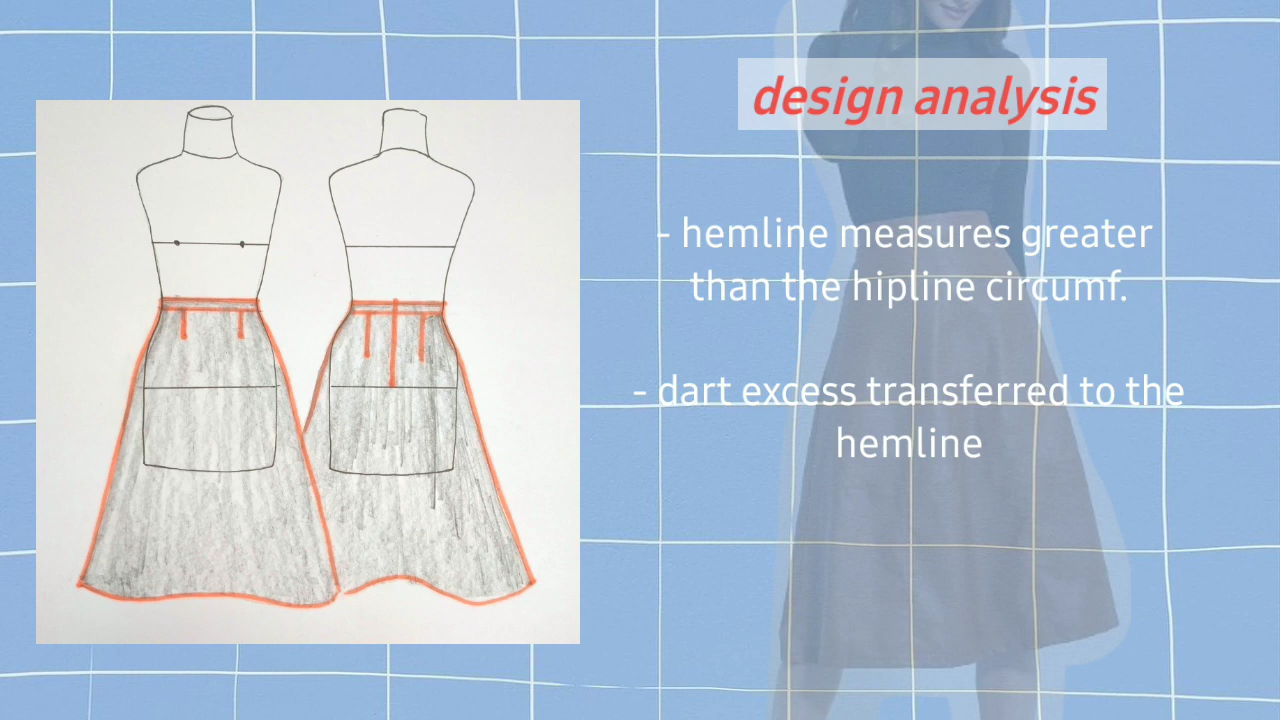 design analysis
- hemline measures greater
than the hipline circumf.
- dart excess transferred to the
hemline